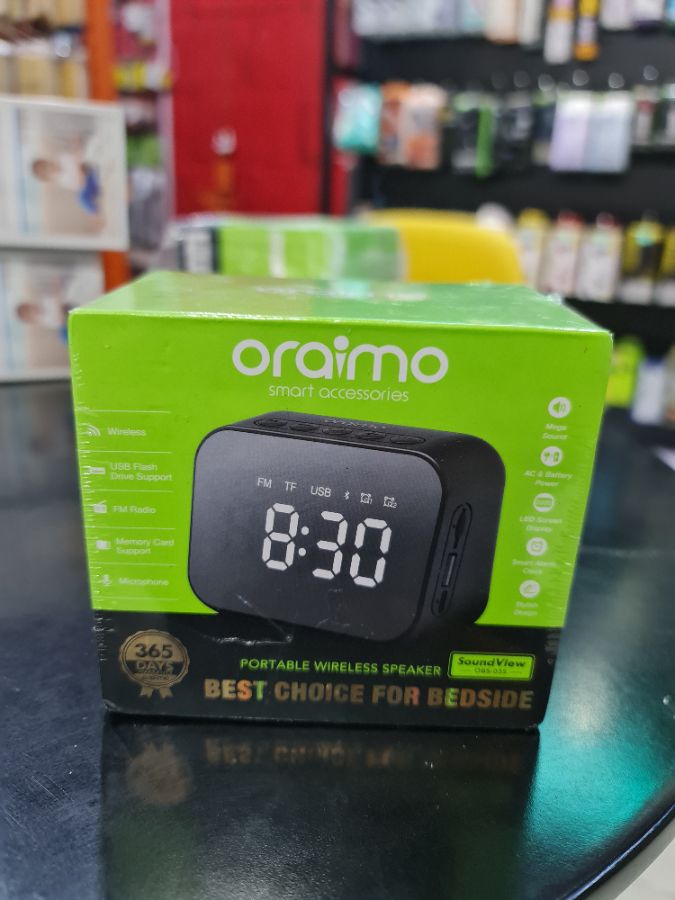 oraimo
smart accessories
Wireless
USB Flash
Drive Support
FM Radio
Memory Card
Support
Microphone
FM TF USB
8:30
Mega
Sound
AC & Battery
Power
LED Screen
Display
Smart Alarm
Clock
Stylish
Design
365
DAYS
PORTABLE WIRELESS SPEAKER
SoundView
BEST CHOICE FOR BEDSIDE